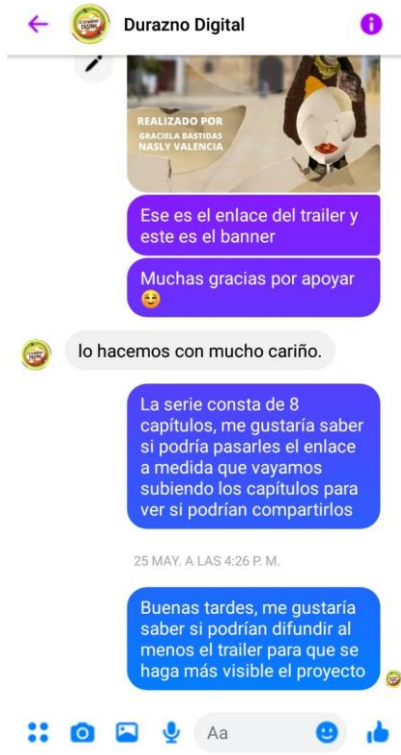 Durazno Digital
REALIZADO POR
GRACIELA BASTIDAS
NASLY VALENCIA
Ese es el enlace del trailer y
este es el banner
Muchas gracias por apoyar
☺️
lo hacemos con mucho cariño.
La serie consta de 8
capítulos, me gustaría saber
si podría pasarles el enlace
a medida que vayamos
subiendo los capítulos para
ver si podrían compartirlos
25 MAY. A LAS 4:26 P. M.
Buenas tardes, me gustaría
saber si podrían difundir al
menos el trailer para que se
haga más visible el proyecto
Aa